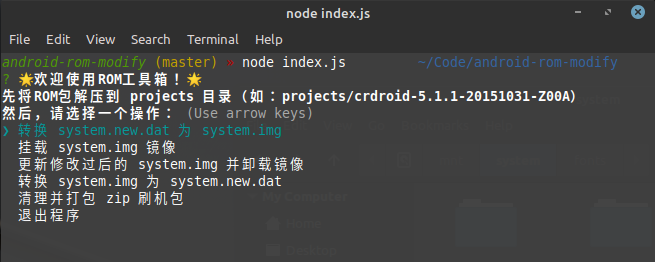 node index.js
File Edit View Search Terminal Help
android-rom-modify (master) » node index.js ~/Code/android-rom-modify
? 🌟欢迎使用ROM工具箱！🌟
先将ROM包解压到 projects 目录（如：projects/crdroid-5.1.1-20151031-Z00A）
然后，请选择一个操作： (Use arrow keys)
❯ 转换 system.new.dat 为 system.img
挂载 system.img 镜像
更新修改过后的 system.img 并卸载镜像
转换 system.img 为 system.new.dat
清理并打包 zip 刷机包
退出程序
My Computer
Home
Desktop